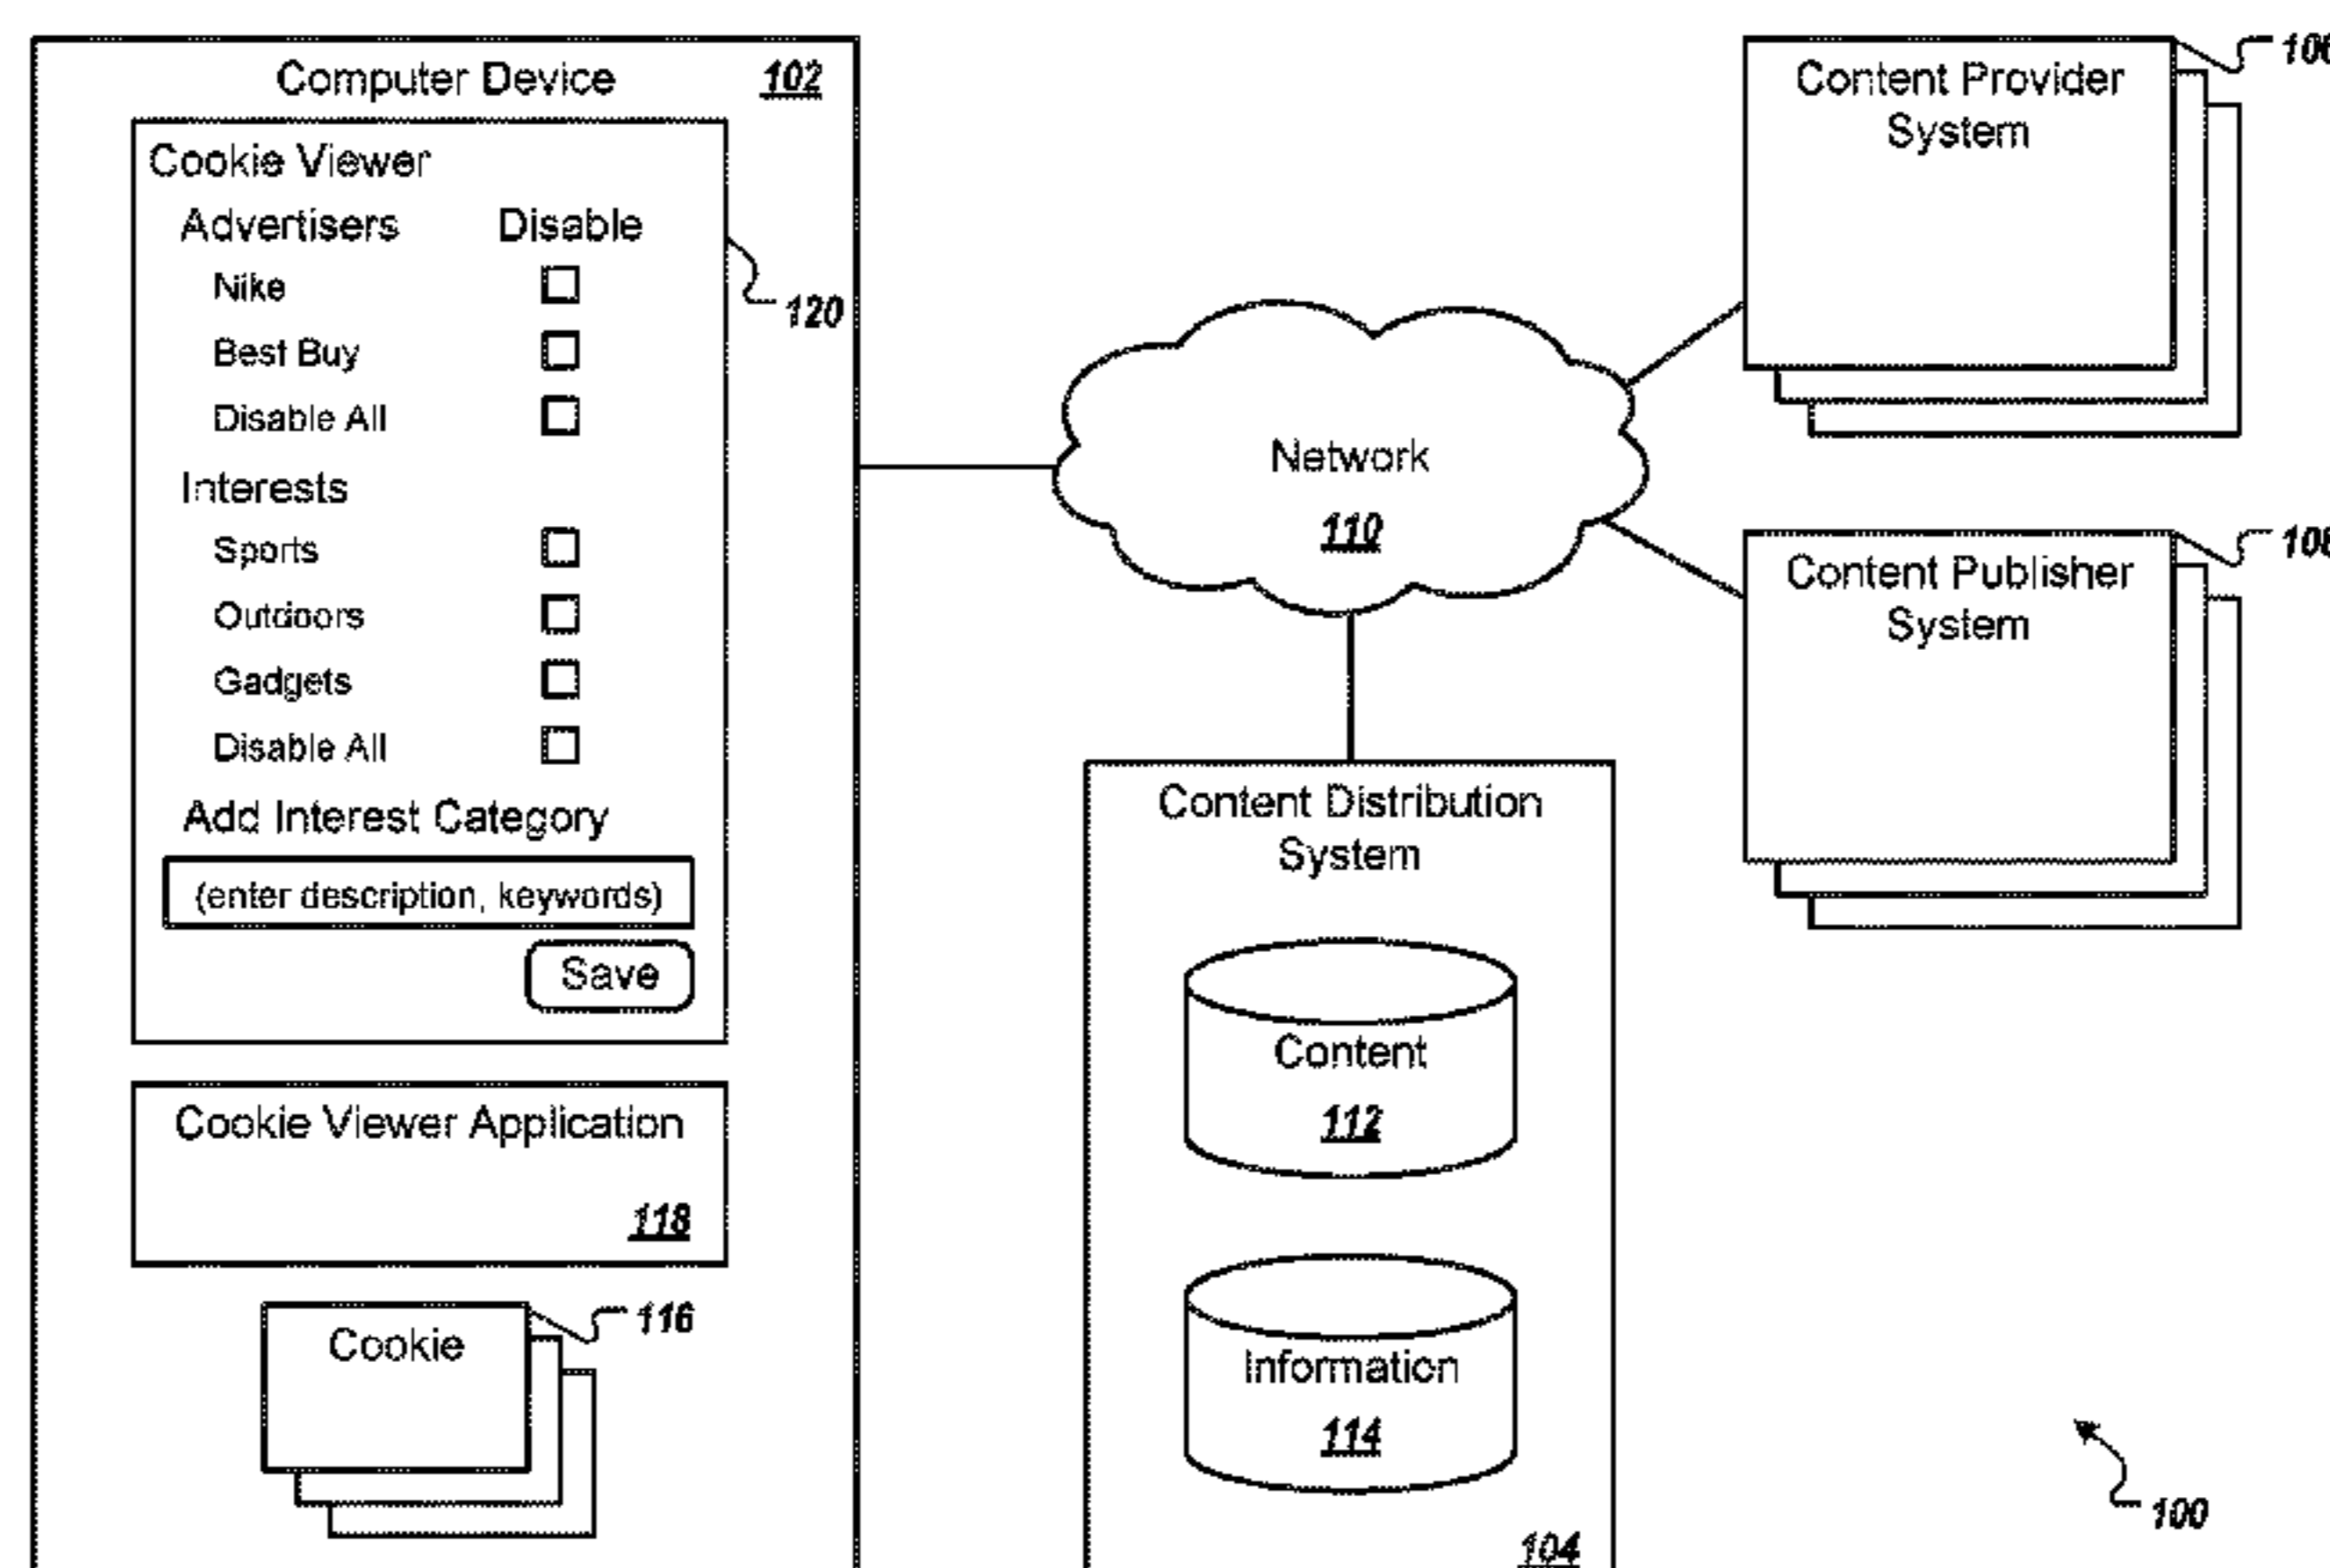 Computer Device 102
Cookie Viewer
Advertisers Disable
Nike
Best Buy
Disable All
Interests
Sports
Outdoors
Gadgets
Disable All
Add Interest Category
(enter description, keywords)
Save
120
Cookie Viewer Application
118
Cookie
116
Network
110
Content Provider
System
Content Publisher
System
Content Distribution
System
Content
112
Information
114
104
100